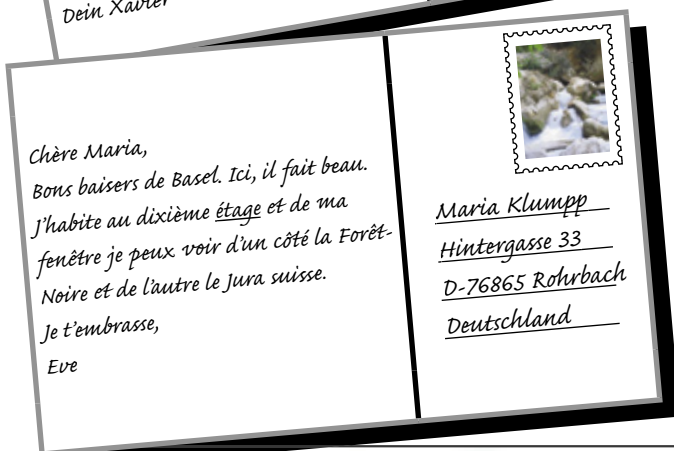 Dein Xavier
Chère Maria,
Bons baisers de Basel. Ici, il fait beau.
J'habite au dixième étage et de ma
fenêtre je peux voir d'un côté la Forêt-
Noire et de l'autre le Jura suisse.
Je t'embrasse,
Eve
Maria Klumpp
Hintergasse 33
D-76865 Rohrbach
Deutschland